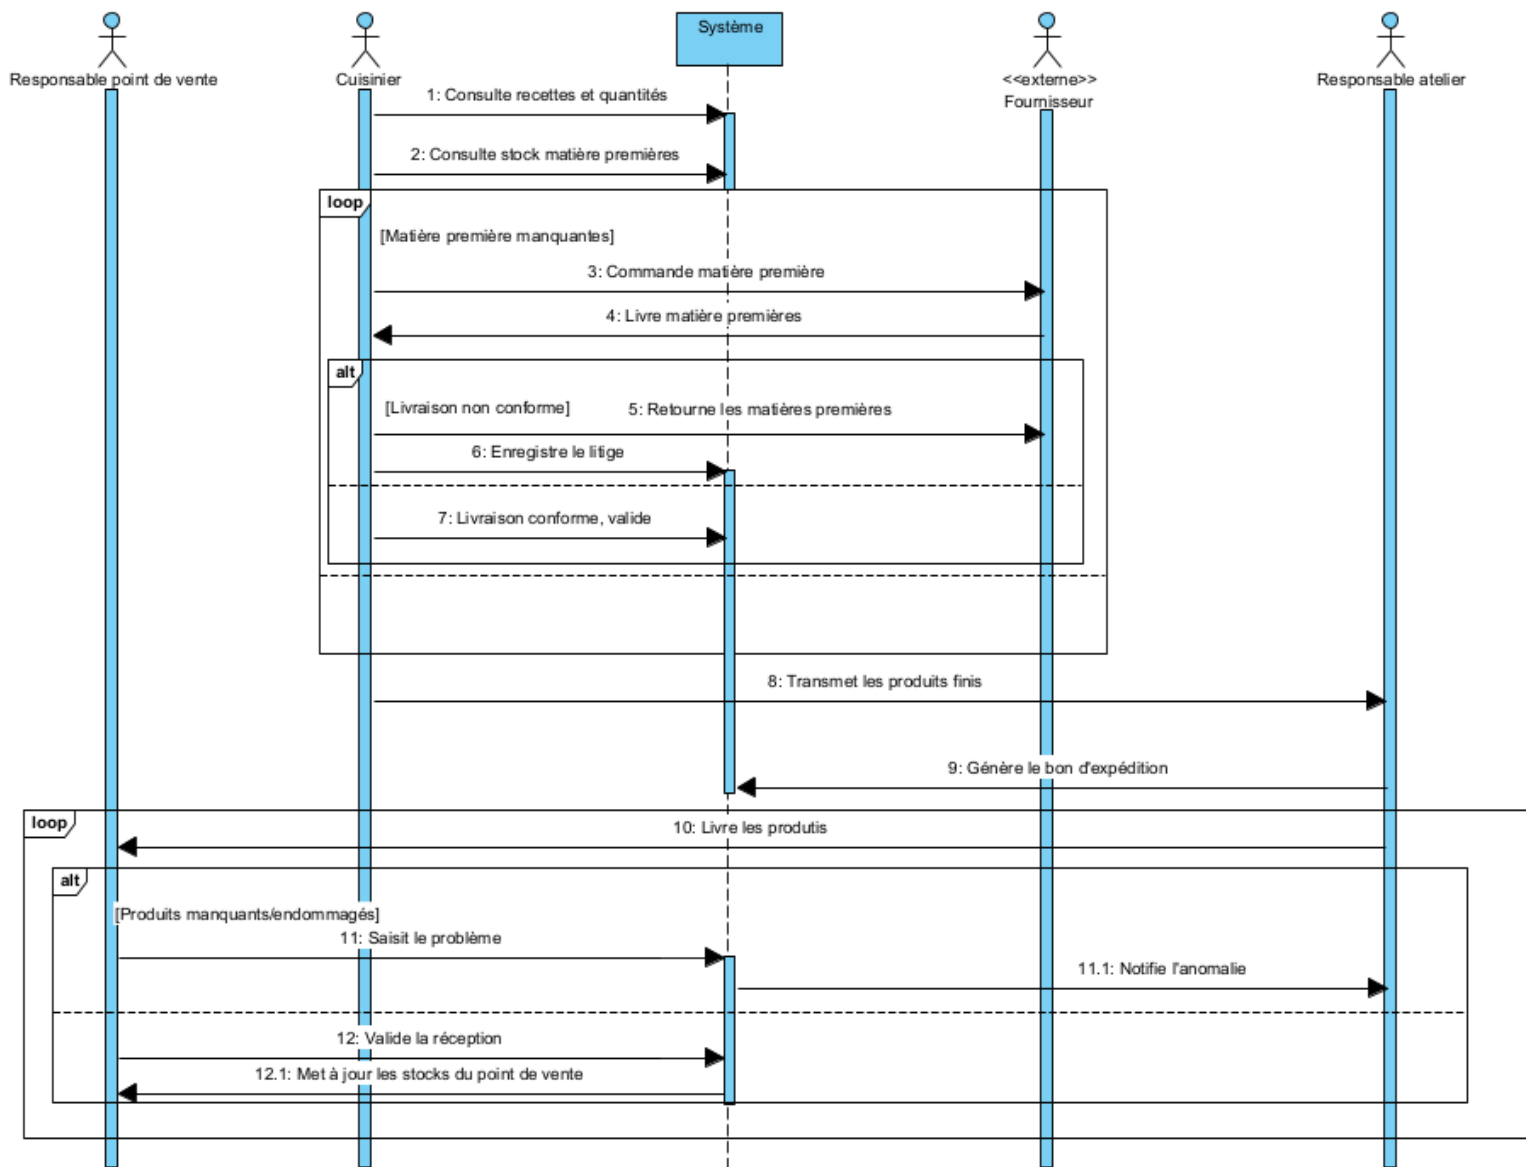 Système
Responsable point de vente
Cuisinier
<<externe>>
Fournisseur
Responsable atelier
1: Consulte recettes et quantités
2: Consulte stock matière premières
loop
[Matière première manquantes]
3: Commande matière première
4: Livre matière premières
alt
[Livraison non conforme]
5: Retourne les matières premières
6: Enregistre le litige
7: Livraison conforme, valide
8: Transmet les produits finis
9: Génère le bon d'expédition
loop
10: Livre les produtis
alt
[Produits manquants/endommagés]
11: Saisit le problème
11.1: Notifie l'anomalie
12: Valide la réception
12.1: Met à jour les stocks du point de vente